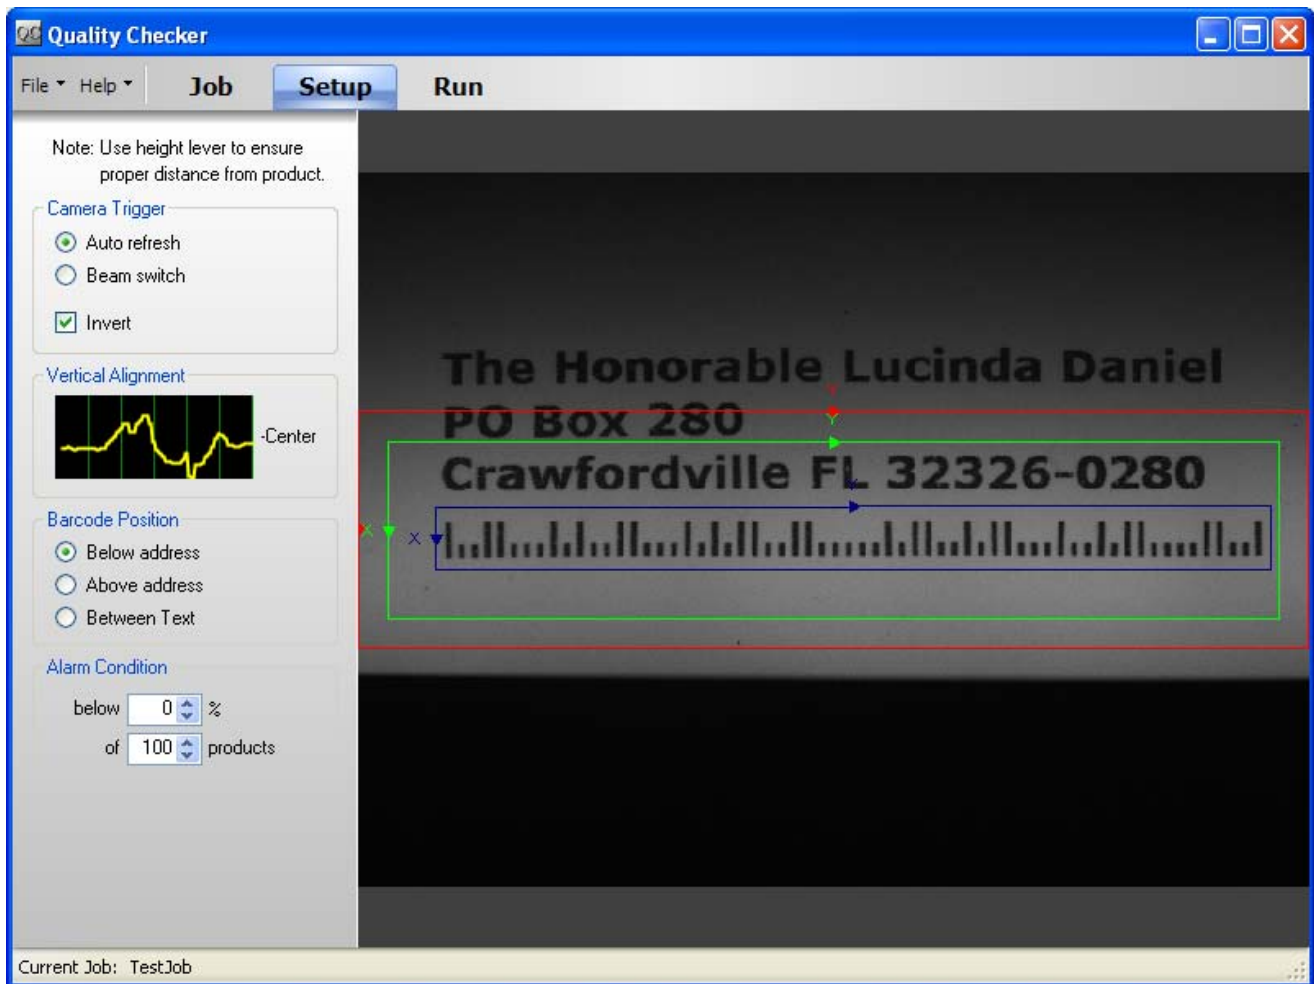 QC Quality Checker
File Help Job Setup Run
Note: Use height lever to ensure
proper distance from product.
Camera Trigger
Auto refresh
Beam switch
Invert
Vertical Alignment
-Center
Barcode Position
Below address
Above address
Between Text
Alarm Condition
below 0 %
of 100 products
The Honorable Lucinda Daniel
Y
PO Box 280
Y
Crawfordville FL 32326-0280
X
X
Current Job: TestJob